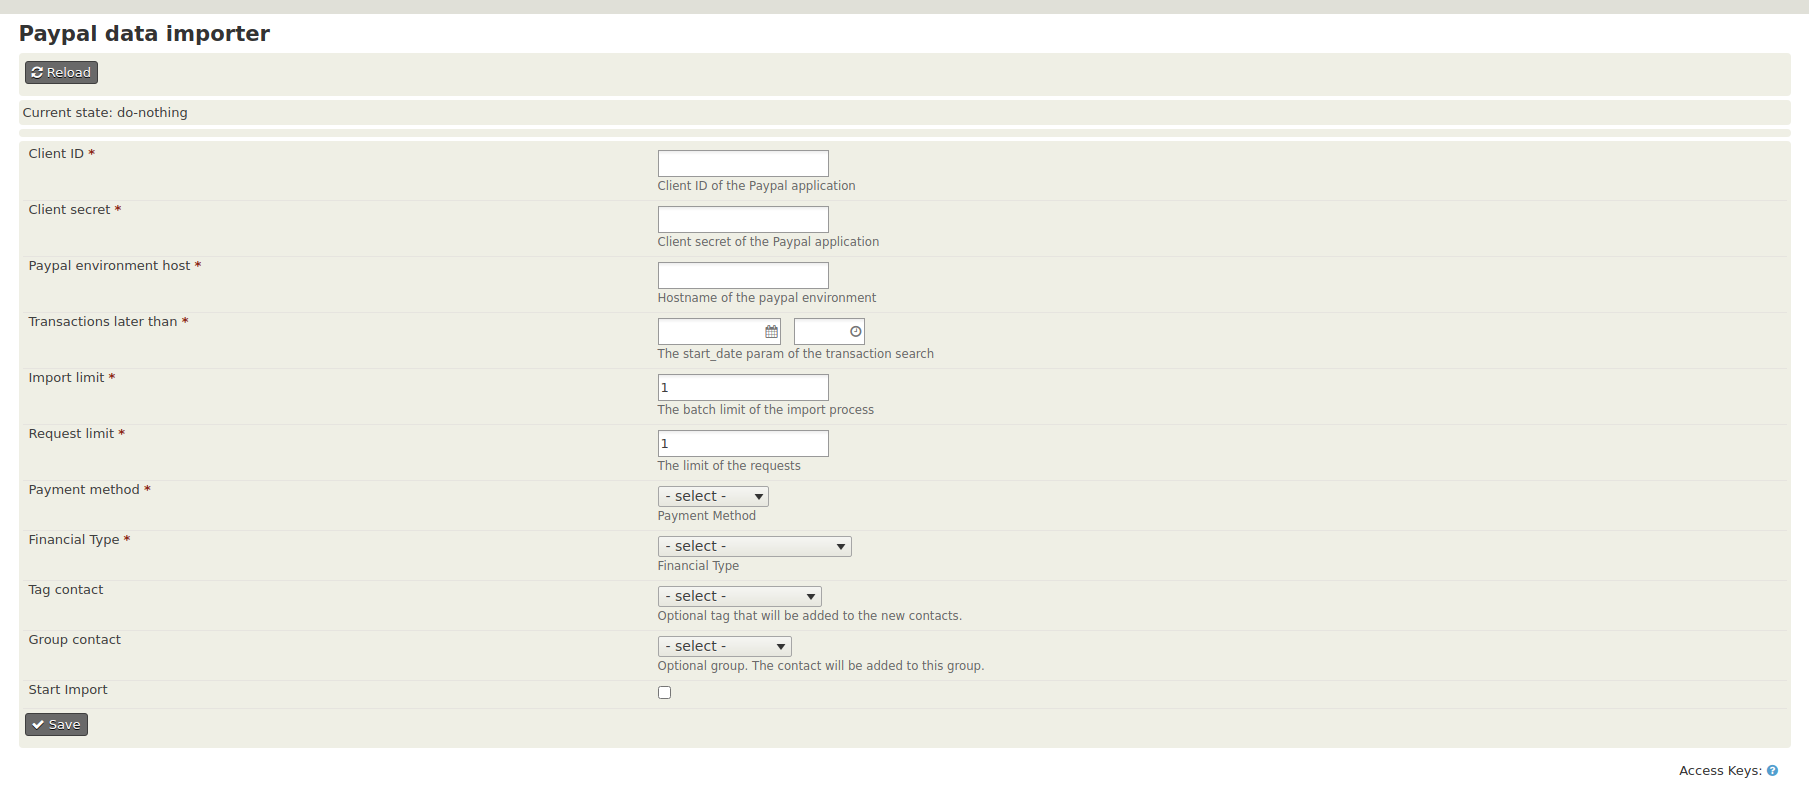 Paypal data importer
Reload
Current state: do-nothing
Client ID *
Client ID of the Paypal application
Client secret *
Client secret of the Paypal application
Paypal environment host *
Hostname of the paypal environment
Transactions later than *
The start_date param of the transaction search
Import limit *
1
The batch limit of the import process
Request limit *
1
The limit of the requests
Payment method *
- select -
Payment Method
Financial Type *
- select -
Financial Type
Tag contact
- select -
Optional tag that will be added to the new contacts.
Group contact
- select -
Optional group. The contact will be added to this group.
Start Import
Save
Access Keys: ?